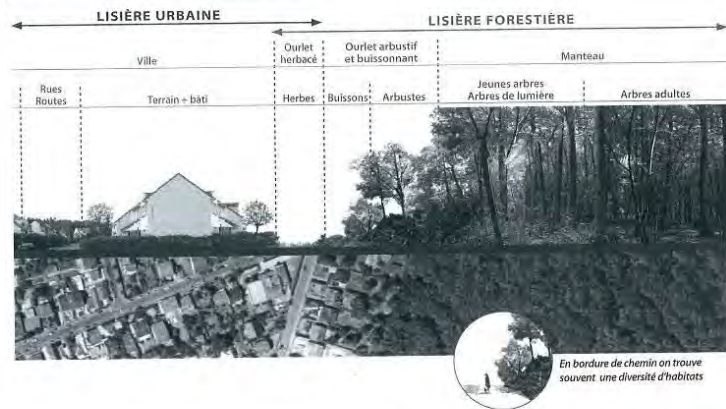 LISIÈRE URBAINE
LISIÈRE FORESTIÈRE
Ville
Ourlet
herbacé
Ourlet arbustif
et buissonnant
Manteau
Rues
Routes
Terrain + bâti
Herbes
Buissons
Arbustes
Jeunes arbres
Arbres de lumière
Arbres adultes
En bordure de chemin on trouve
souvent une diversité d'habitats